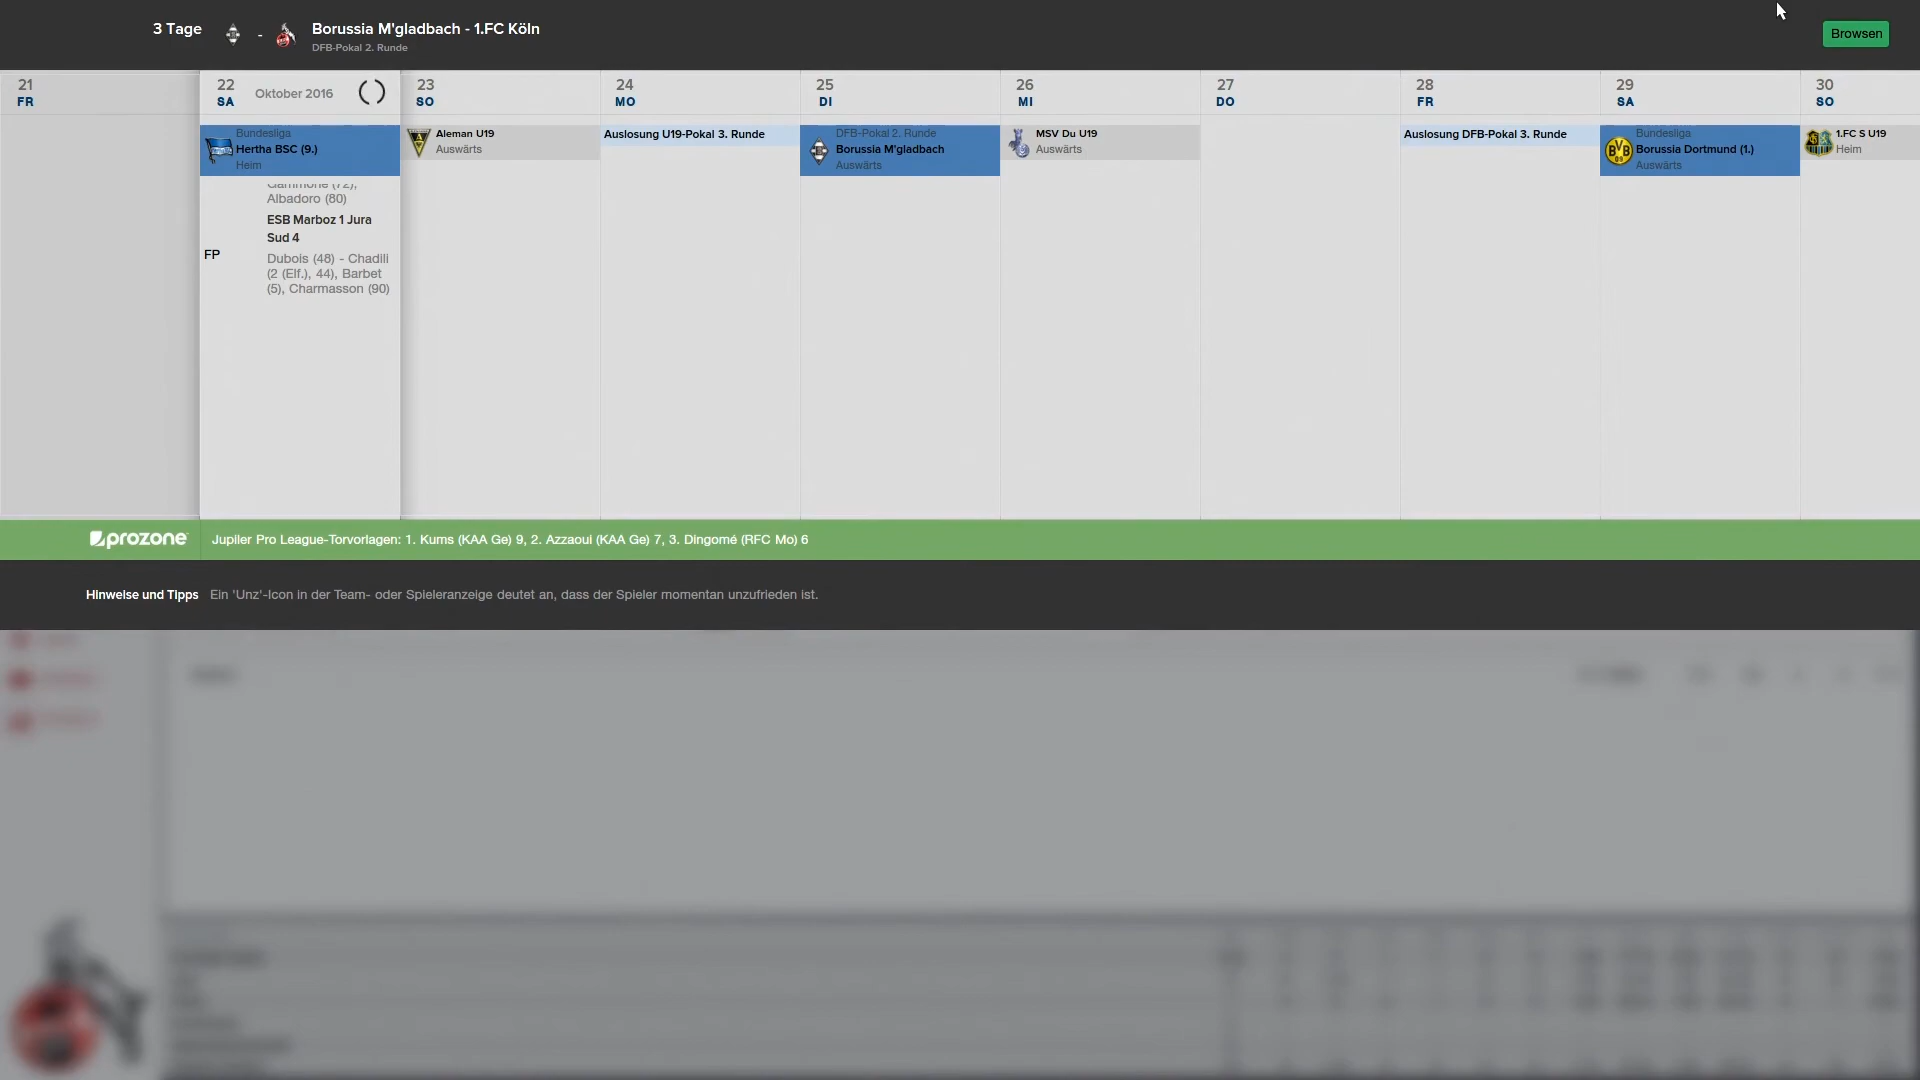 3 Tage
-
Borussia M'gladbach - 1.FC Köln
DFB-Pokal 2. Runde
Browsen
21
FR
22
SA
Oktober 2016
23
SO
24
MO
25
DI
26
MI
27
DO
28
FR
29
SA
30
SO
Bundesliga
Hertha BSC (9.)
Heim
Aleman U19
Auswärts
Auslosung U19-Pokal 3. Runde
DFB-Pokal 2. Runde
Borussia M'gladbach
Auswärts
MSV Du U19
Auswärts
Auslosung DFB-Pokal 3. Runde
Bundesliga
Borussia Dortmund (1.)
Auswärts
1.FC S U19
Heim
Albadoro (80)
ESB Marboz 1 Jura
Sud 4
FP
Dubois (48) - Chadili
(2 (Elf.), 44), Barbet
(5), Charmasson (90)
prozone
Jupiler Pro League-Torvorlagen: 1. Kums (KAA Ge) 9, 2. Azzaoui (KAA Ge) 7, 3. Dingomé (RFC Mo) 6
Hinweise und Tipps
Ein 'Unz'-Icon in der Team- oder Spieleranzeige deutet an, dass der Spieler momentan unzufrieden ist.